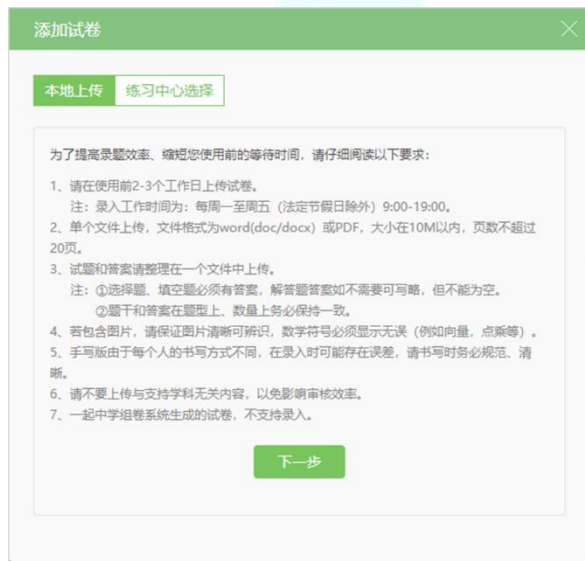 添加试卷
本地上传 练习中心选择
为了提高录题效率、缩短您使用前的等待时间，请仔细阅读以下要求：
1、请在使用前2-3个工作日上传试卷。
注：录入工作时间为：每周一至周五（法定节假日除外）9:00-19:00。
2、单个文件上传，文件格式为word(doc/docx）或PDF，大小在10M以内，页数不超过
20页。
3、试题和答案请整理在一个文件中上传。
注：①选择题、填空题必须有答案，解答题答案如不需要可写略，但不能为空。
②题干和答案在题型上、数量上务必保持一致。
4、若包含图片，请保证图片清晰可辨识，数学符号必须显示无误（例如向量，点乘等）。
5、手写版由于每个人的书写方式不同，在录入时可能存在误差，请书写时务必规范、清
晰。
6、请不要上传与支持学科无关内容，以免影响审核效率。
7、一起中学组卷系统生成的试卷，不支持录入。
下一步